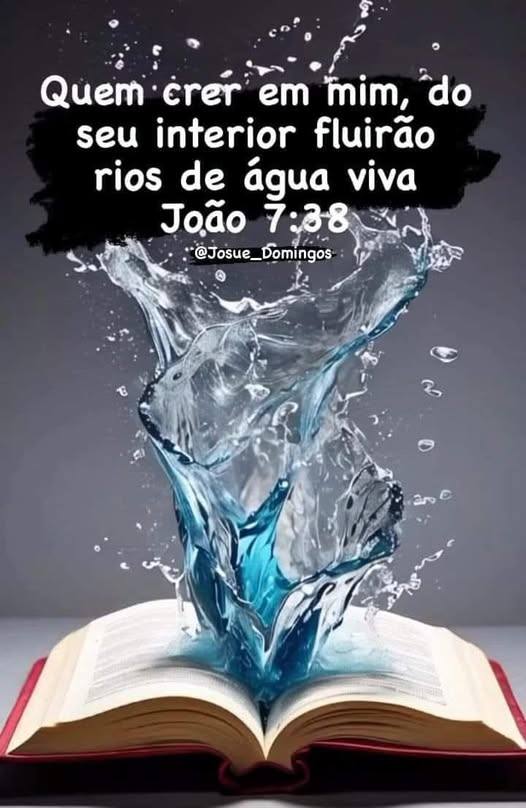 Quem crer em mim, do
seu interior fluirão
rios de água viva
João 7:38
@Josue_Domingos